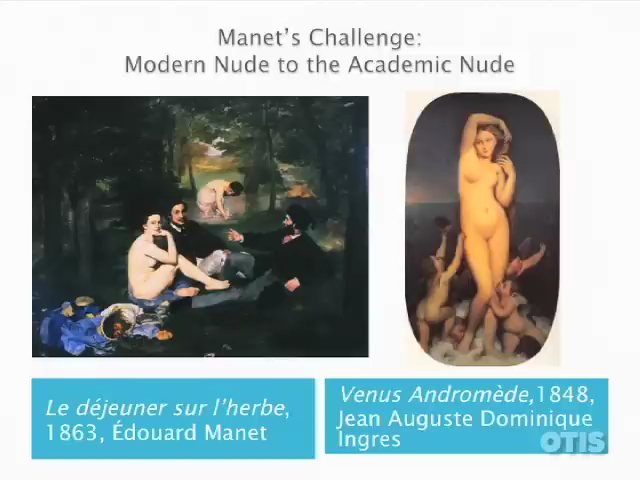 Manet's Challenge:
Modern Nude to the Academic Nude
Le déjeuner sur l'herbe,
1863, Édouard Manet
Venus Andromède,1848,
Jean Auguste Dominique
Ingres
OTIS